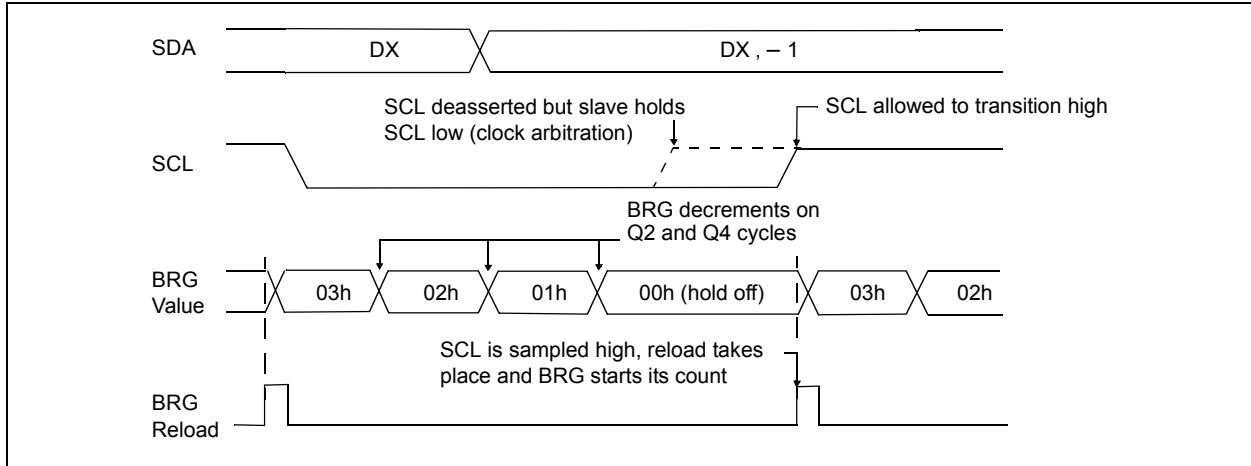 SDA
DX
DX , – 1
SCL deasserted but slave holds
SCL low (clock arbitration)
SCL allowed to transition high
SCL
BRG decrements on
Q2 and Q4 cycles
BRG
Value
03h
02h
01h
00h (hold off)
03h
02h
SCL is sampled high, reload takes
place and BRG starts its count
BRG
Reload